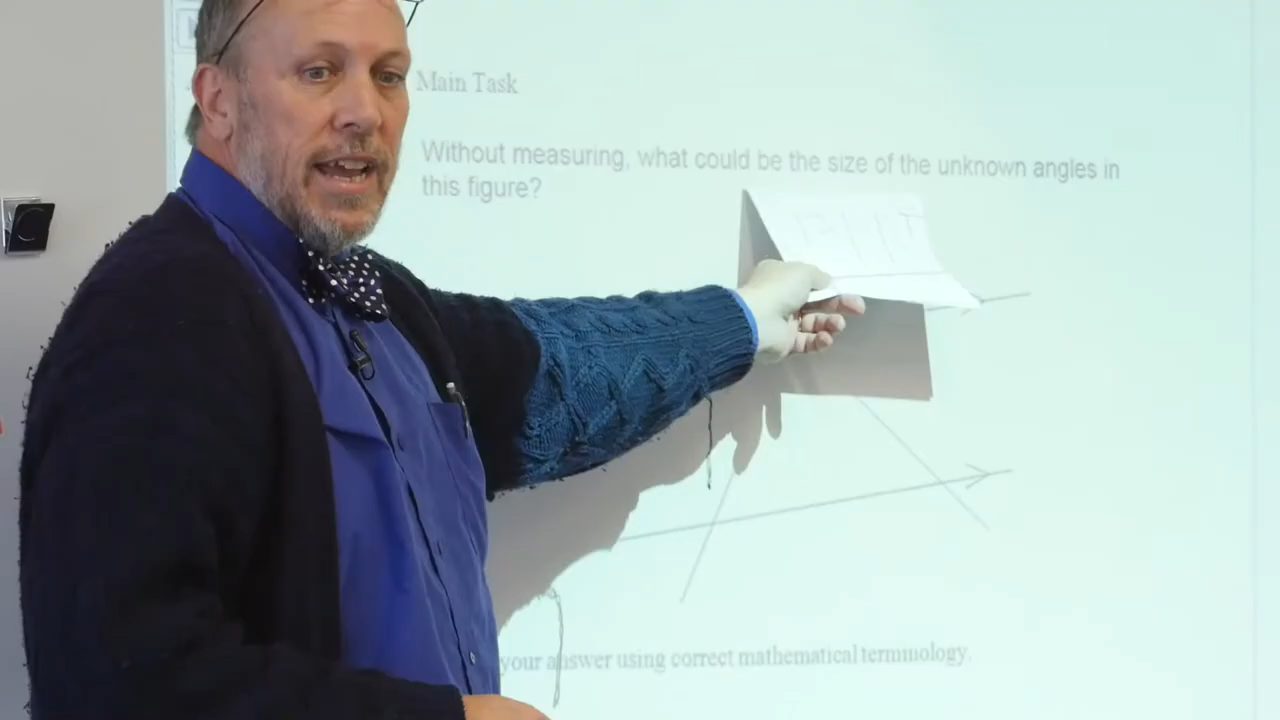 Main Task
Without measuring, what could be the size of the unknown angles in
this figure?
your answer using correct mathematical terminology.